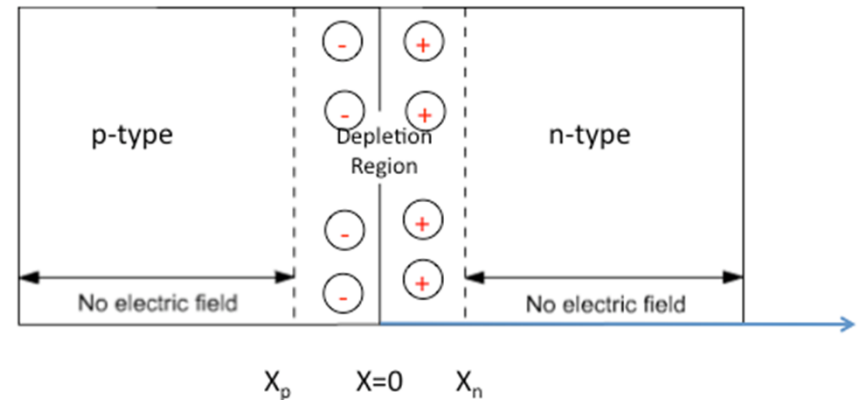 - +
- +
p-type
Depletion
Region
n-type
- +
- +
No electric field
No electric field
Xp X=0 Xn